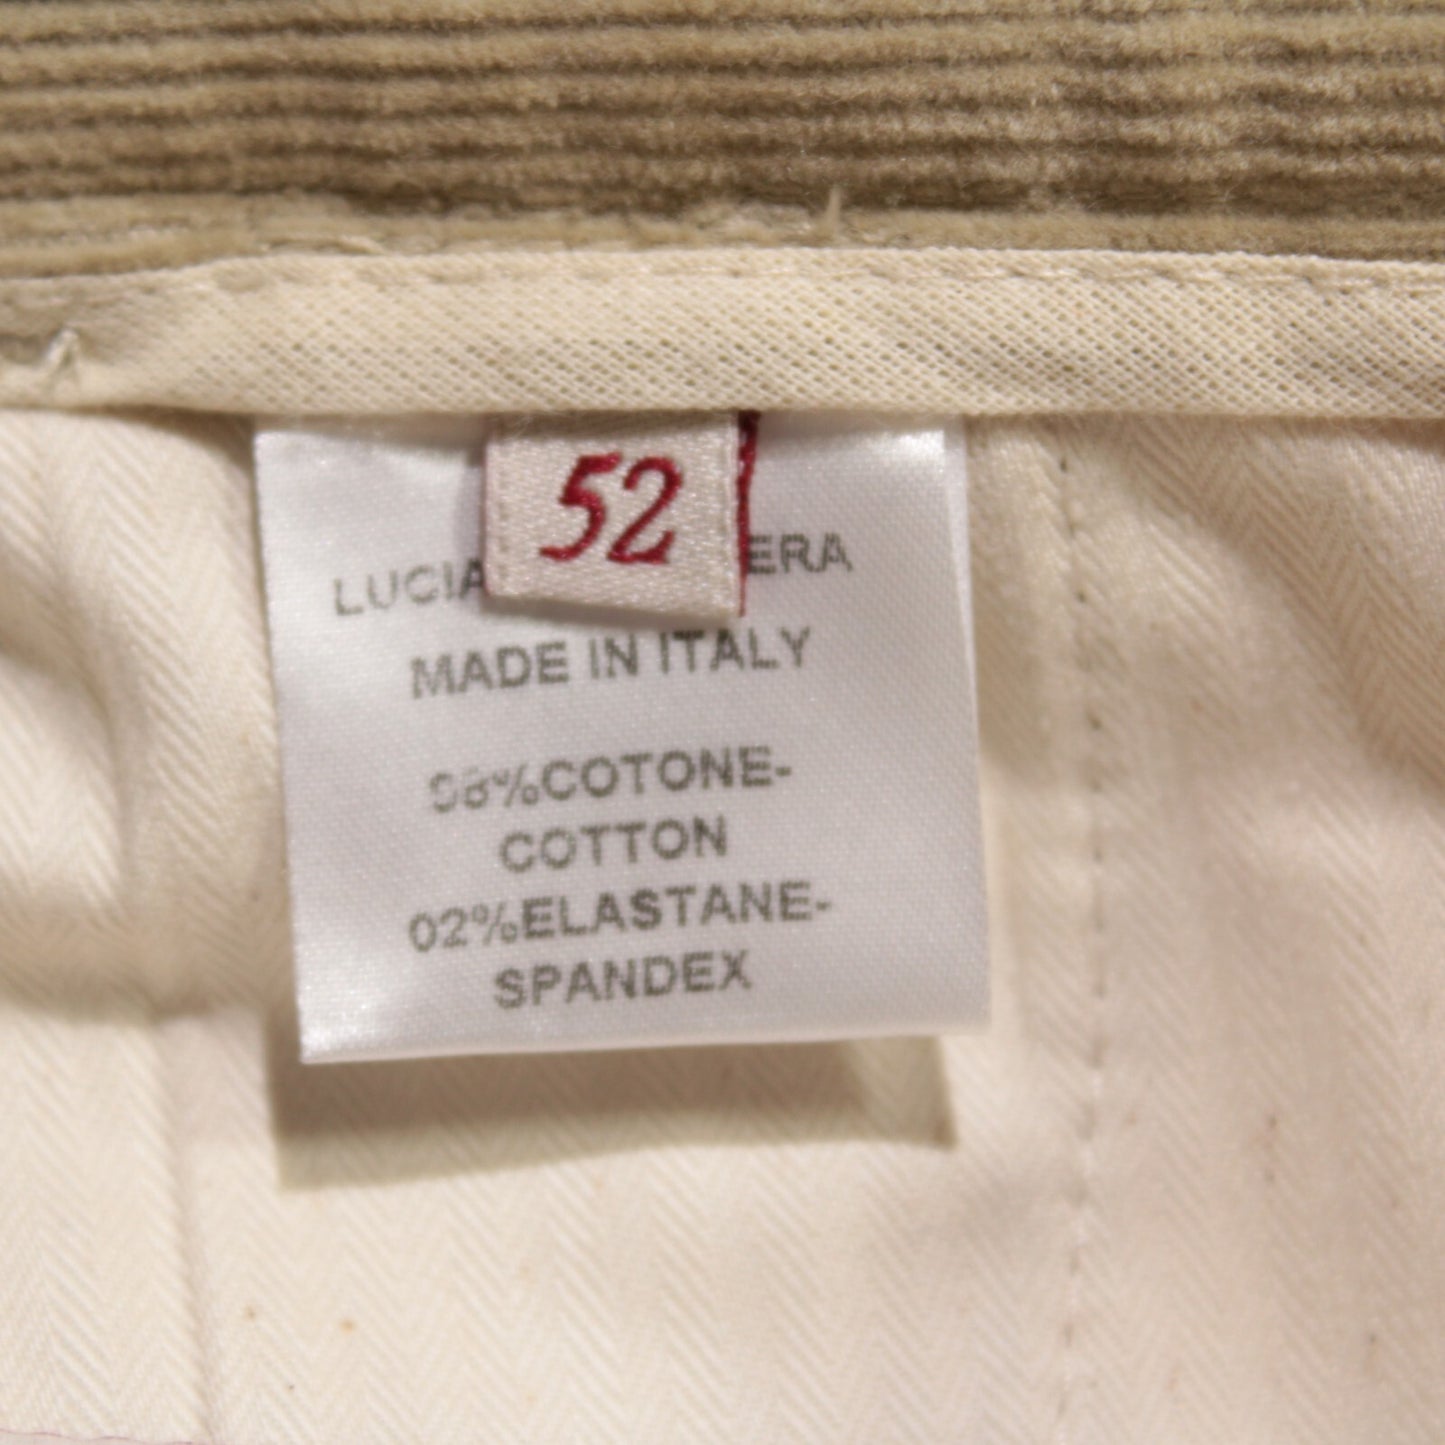 52
MADE IN ITALY
98%COTONE-
COTTON
02%ELASTANE-
SPANDEX